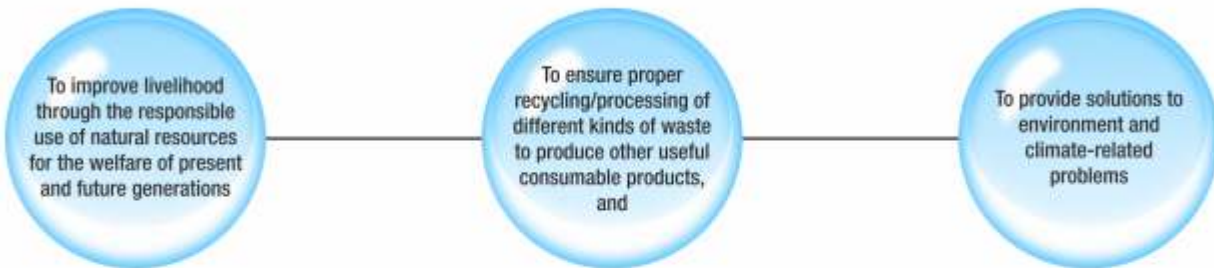 To improve livelihood
through the responsible
use of natural resources
for the welfare of present
and future generations
To ensure proper
recycling/processing of
different kinds of waste
to produce other useful
consumable products,
and
To provide solutions to
environment and
climate-related
problems